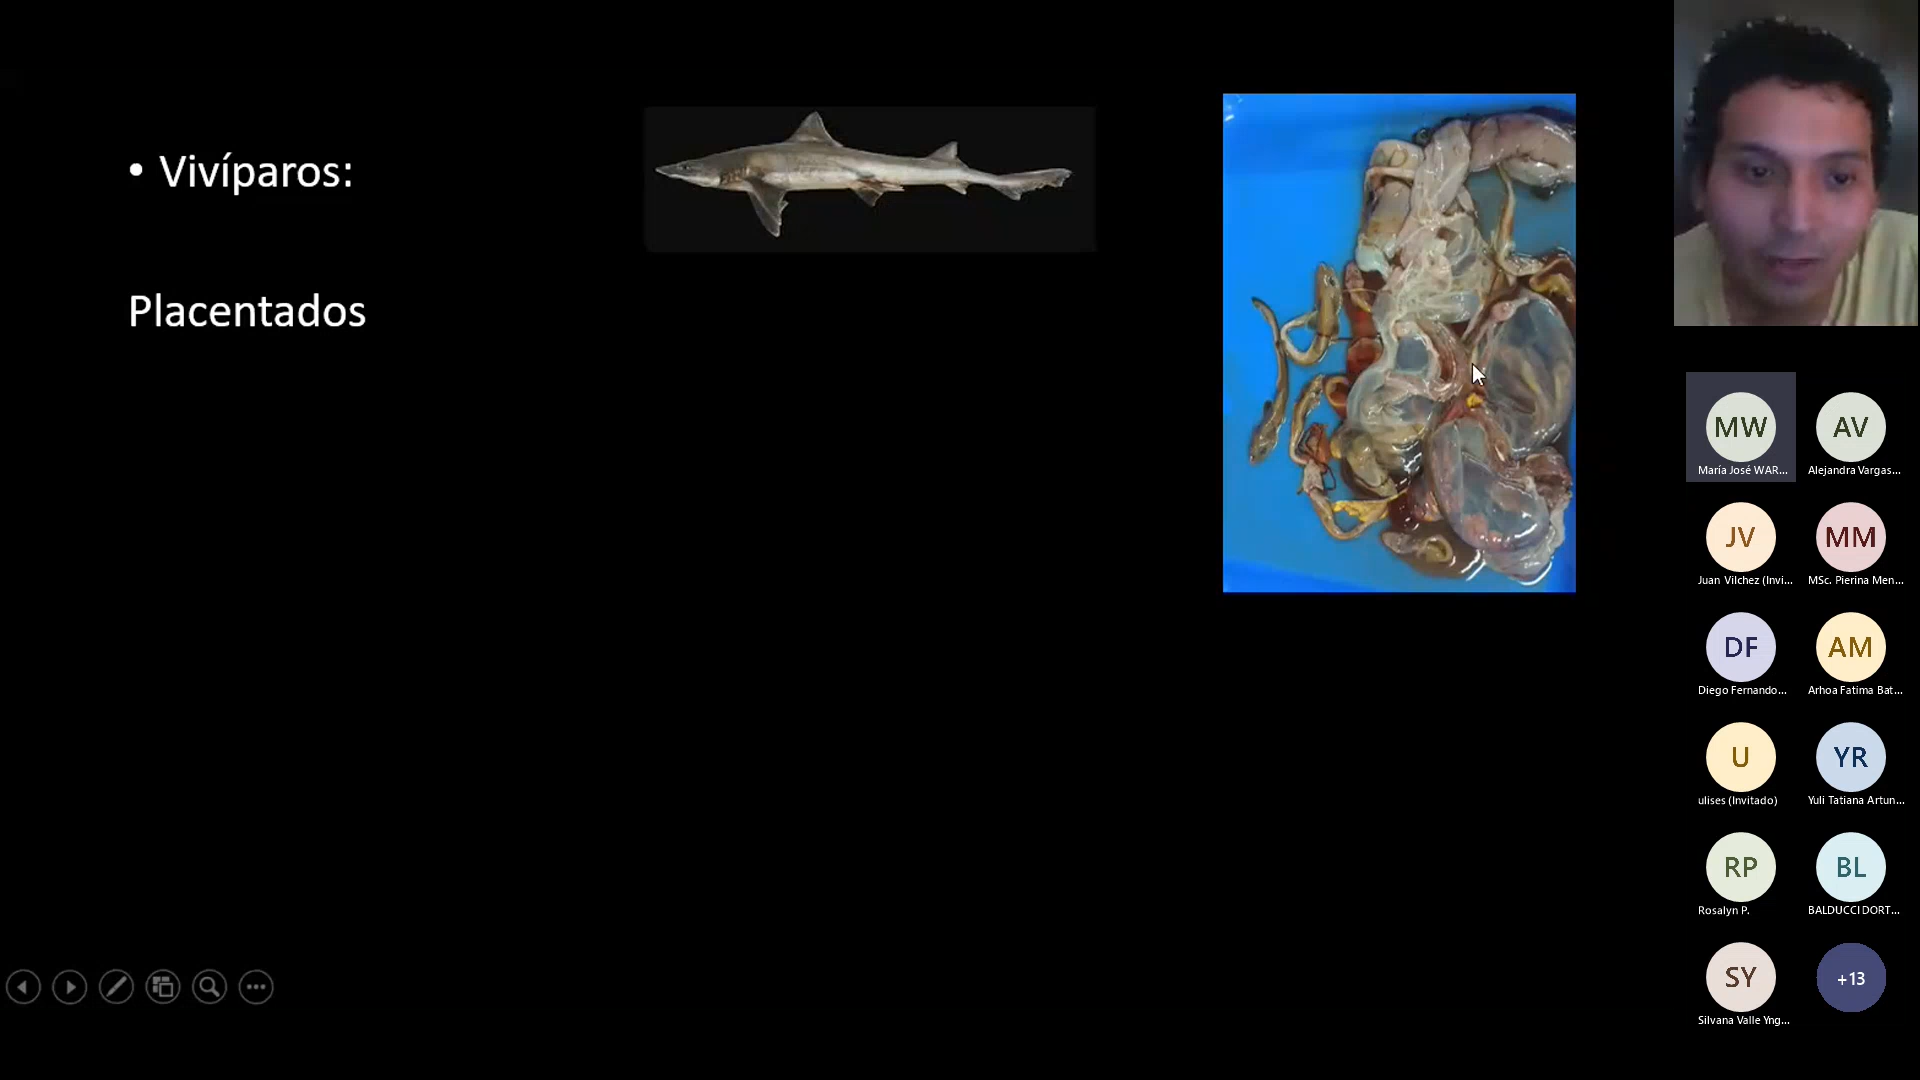 • Vivíparos:
Placentados
MW
María José WAR...
AV
Alejandra Vargas...
JV
Juan Vilchez (Invi...
MM
MSc. Pierina Men...
DF
Diego Fernando...
AM
Arhoa Fatima Bat...
U
ulises (Invitado)
YR
Yuli Tatiana Artun...
RP
Rosalyn P.
BL
BALDUCCI DORT...
SY
Silvana Valle Yng...
+13